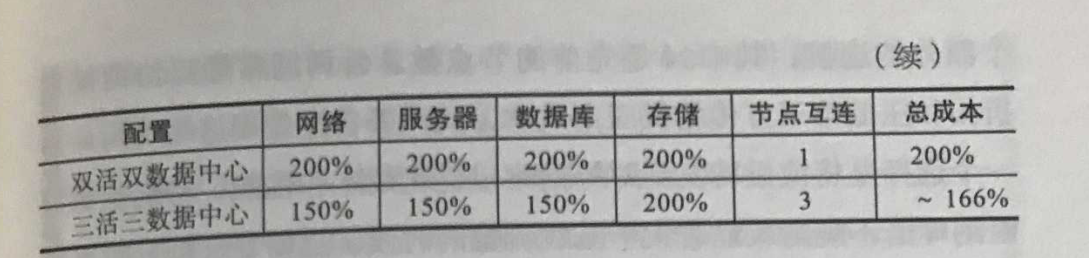 （续）
配置 网络 服务器 数据库 存储 节点互连 总成本
双活双数据中心 200% 200% 200% 200% 1 200%
三活三数据中心 150% 150% 150% 200% 3 ~ 166%